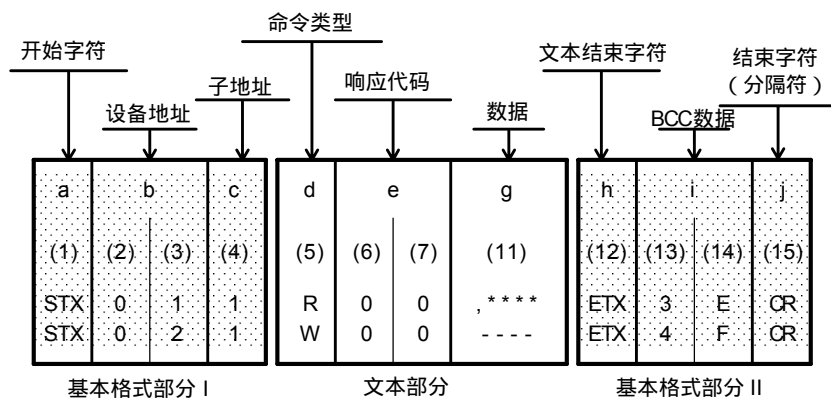 命令类型
开始字符
文本结束字符
结束字符
（分隔符）
子地址
响应代码
设备地址
数据
BCC数据
a b c d e g h i j
(1) (2) (3) (4) (5) (6) (7) (11) (12) (13) (14) (15)
STX 0 1 1 R 0 0 , * * * * ETX 3 E CR
STX 0 2 1 W 0 0 - - - - ETX 4 F CR
基本格式部分 I 文本部分 基本格式部分 II